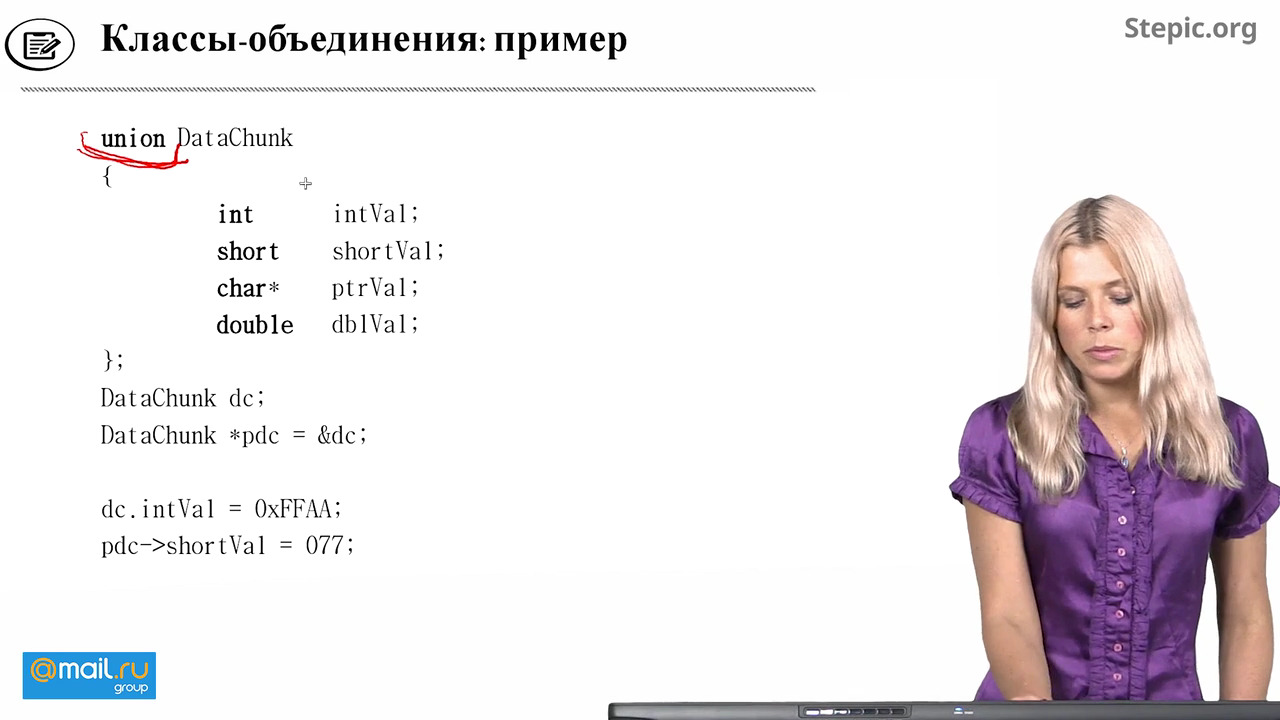 Классы-объединения: пример
Stepic.org
union DataChunk
{
int intVal;
short shortVal;
char* ptrVal;
double dblVal;
};
DataChunk dc;
DataChunk *pdc = &dc;
dc.intVal = 0xFFAA;
pdc->shortVal = 077;
@mail.ru
group